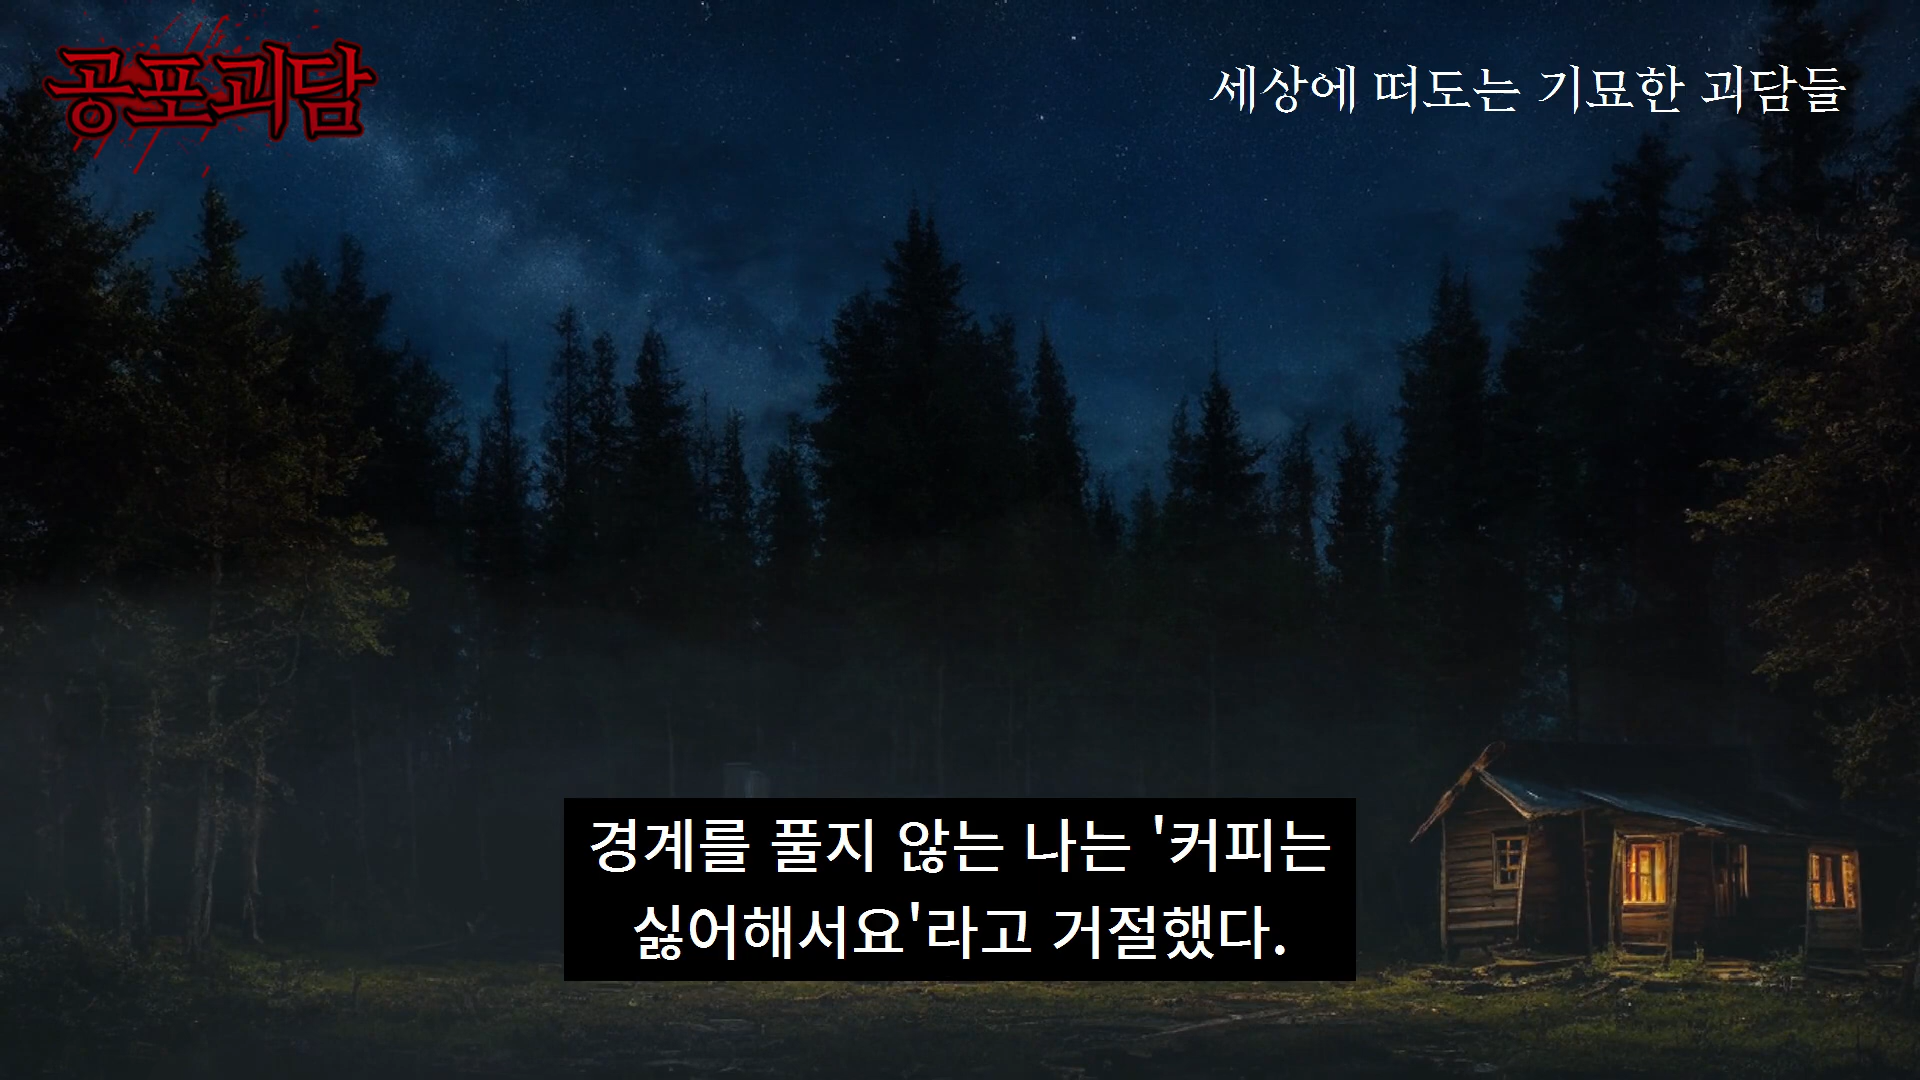 공포괴담
세상에 떠도는 기묘한 괴담들
경계를 풀지 않는 나는 '커피는
싫어해서요'라고 거절했다.